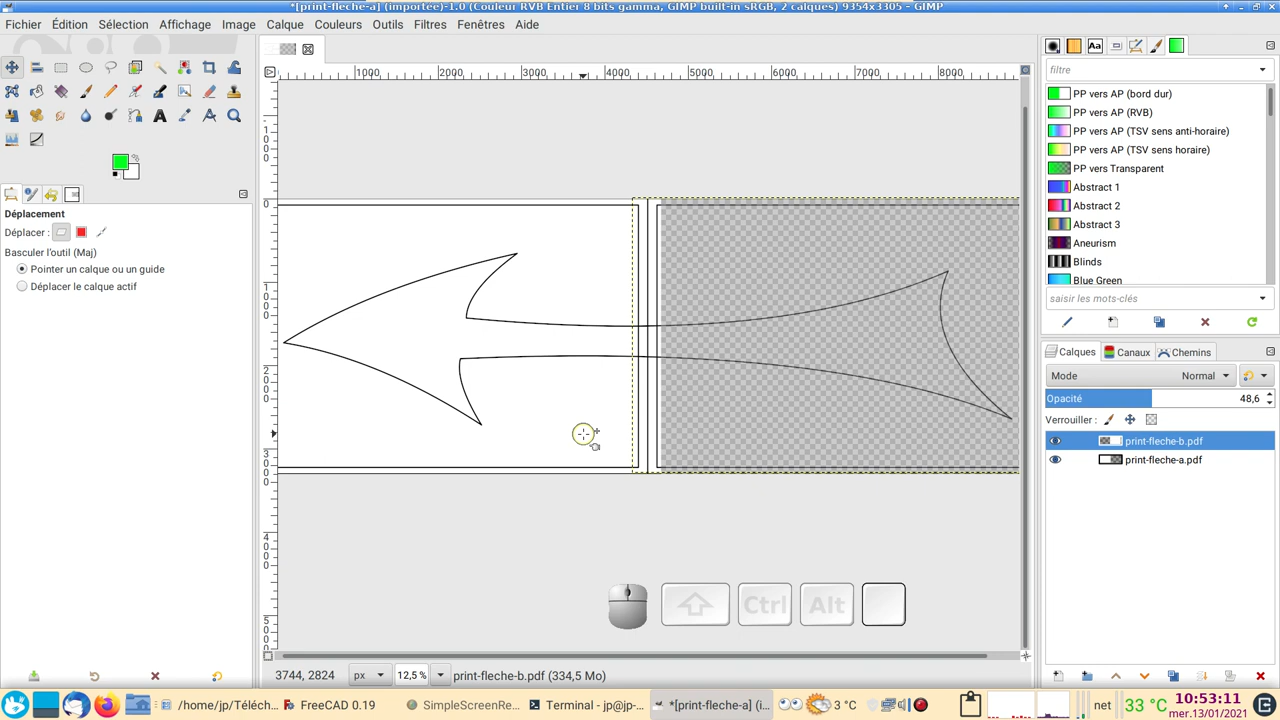 *[print-fleche-a] (importée)-1.0 (Couleur RVB Entier 8 bits gamma, GIMP built-in sRGB, 2 calques) 9354x3305 – GIMP
Fichier Édition Sélection Affichage Image Calque Couleurs Outils Filtres Fenêtres Aide
1000 2000 3000 4000 5000 6000 7000 8000
Déplacement
Déplacer :
Basculer l'outil (Maj)
Pointer un calque ou un guide
Déplacer le calque actif
0
1000
2000
3000
4000
5000
Ctrl Alt
3744, 2824 px 12,5 % print-fleche-b.pdf (334,5 Mo)
Aa
filtre
PP vers AP (bord dur)
PP vers AP (RVB)
PP vers AP (TSV sens anti-horaire)
PP vers AP (TSV sens horaire)
PP vers Transparent
Abstract 1
Abstract 2
Abstract 3
Aneurism
Blinds
Blue Green
saisir les mots-clés
Calques Canaux Chemins
Mode Normal
Opacité 48,6
Verrouiller :
print-fleche-b.pdf
print-fleche-a.pdf
/home/jp/Téléch... FreeCAD 0.19 SimpleScreenRe... Terminal - jp@jp-... *[print-fleche-a] (i... 3 °C net 33 °C 10:53:11
mer.13/01/2021